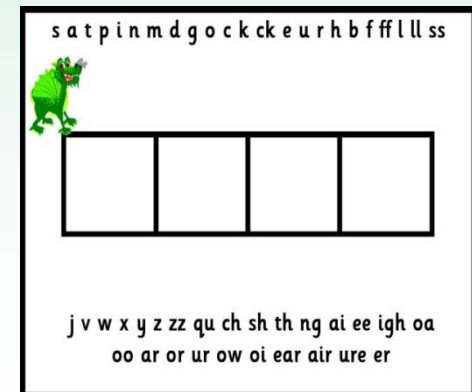 s a t p i n m d g o c k ck e u r h b f ff l ll ss
j v w x y z zz qu ch sh th ng ai ee igh oa
oo ar or ur ow oi ear air ure er